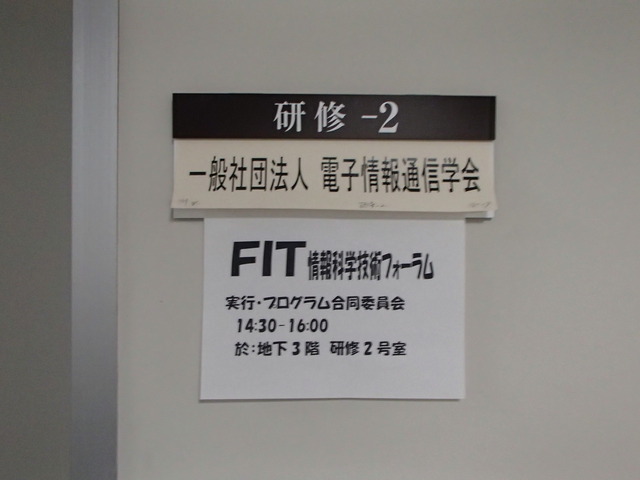 研修-2
一般社団法人 電子情報通信学会
FIT 情報科学技術フォーラム
実行・プログラム合同委員会
14:30-16:00
於：地下3階 研修2号室